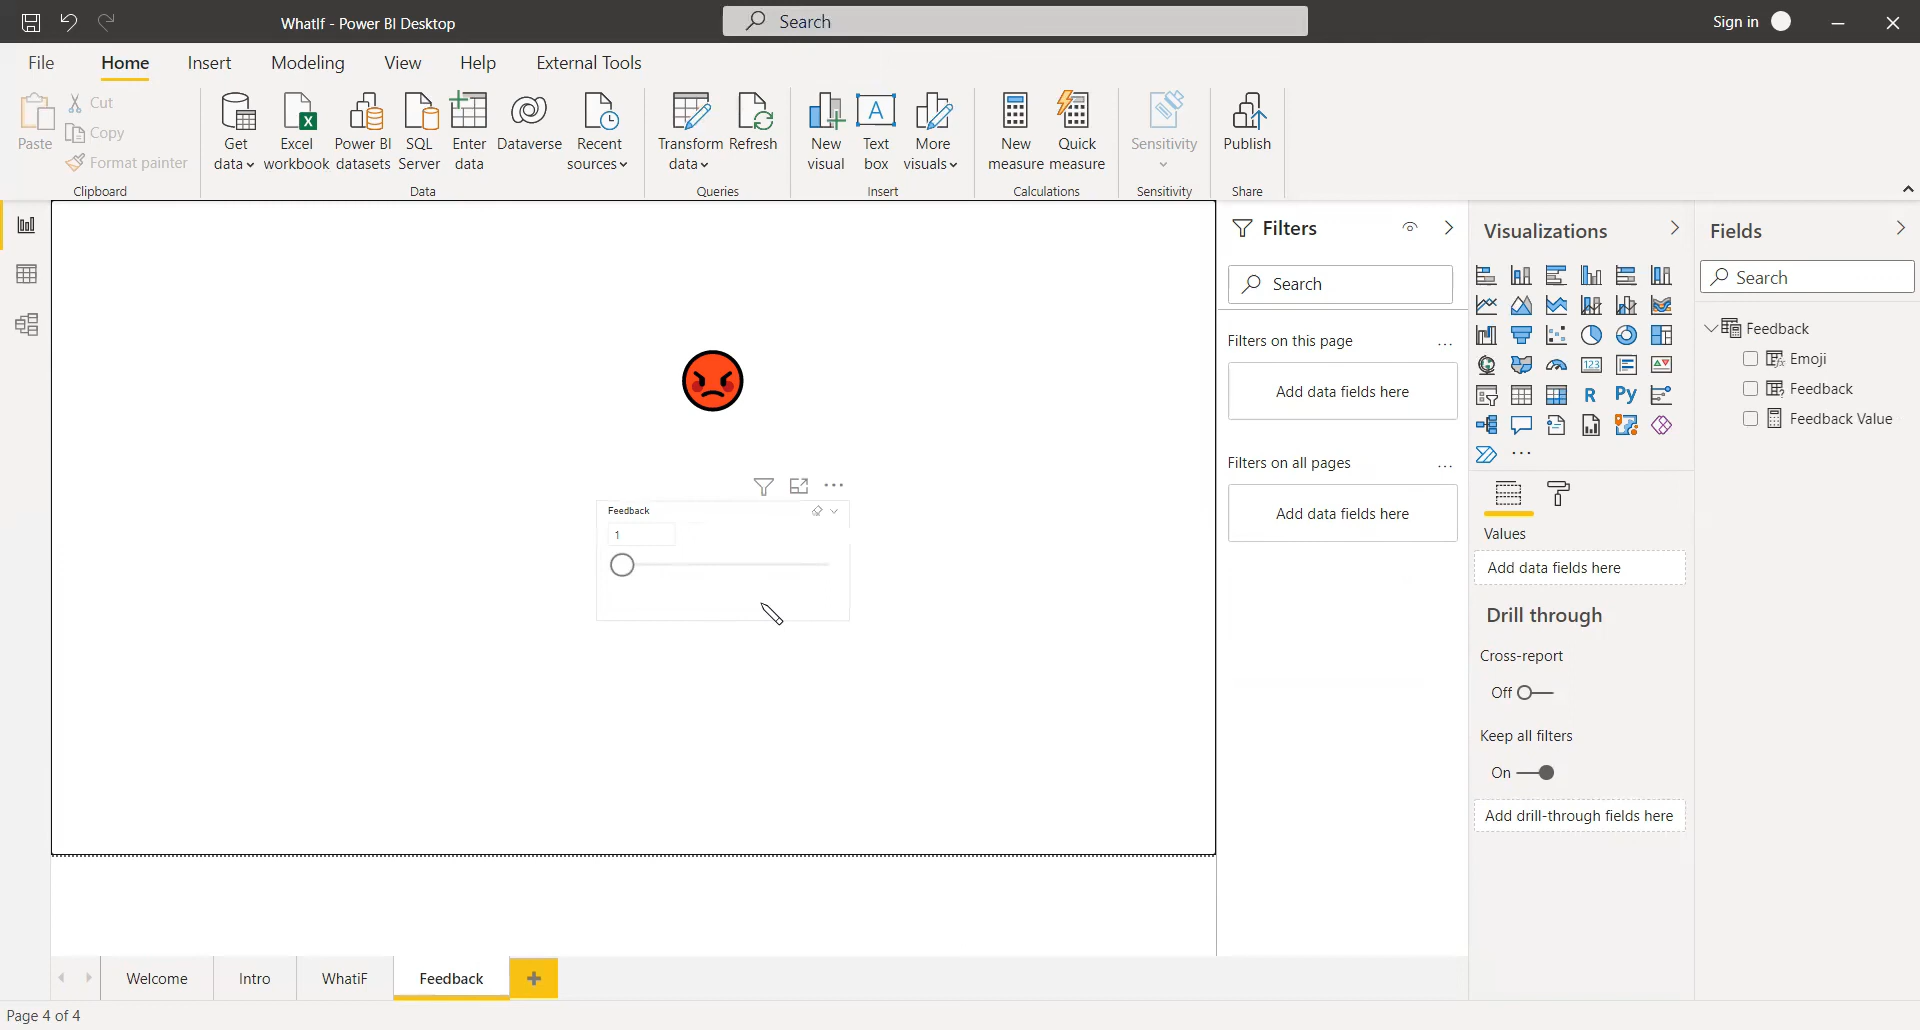 WhatIf - Power BI Desktop
Search
Sign in
File
Home
Insert
Modeling
View
Help
External Tools
Paste
Cut
Copy
Format painter
Clipboard
Get data
Excel workbook
Power BI datasets
SQL Server
Enter data
Dataverse
Recent sources
Data
Transform data
Refresh
Queries
New visual
Text box
More visuals
Insert
New measure
Quick measure
Calculations
Sensitivity
Sensitivity
Publish
Share
Feedback
1
Filters
Search
Filters on this page
...
Add data fields here
Filters on all pages
...
Add data fields here
Visualizations
123
R
Py
...
Values
Add data fields here
Drill through
Cross-report
Off
Keep all filters
On
Add drill-through fields here
Fields
Search
Feedback
Emoji
Feedback
Feedback Value
Welcome
Intro
WhatiF
Feedback
Page 4 of 4